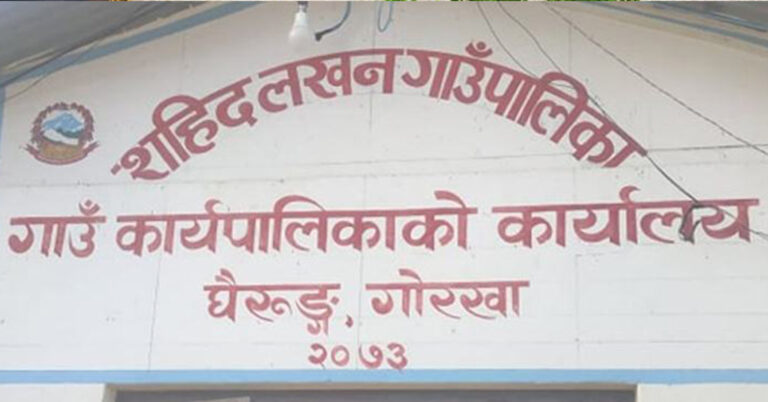 शहिद लखन गाउँपालिका
गाउँ कार्यपालिकाको कार्यालय
घैरूङ्ग, गोरखा
२०७३